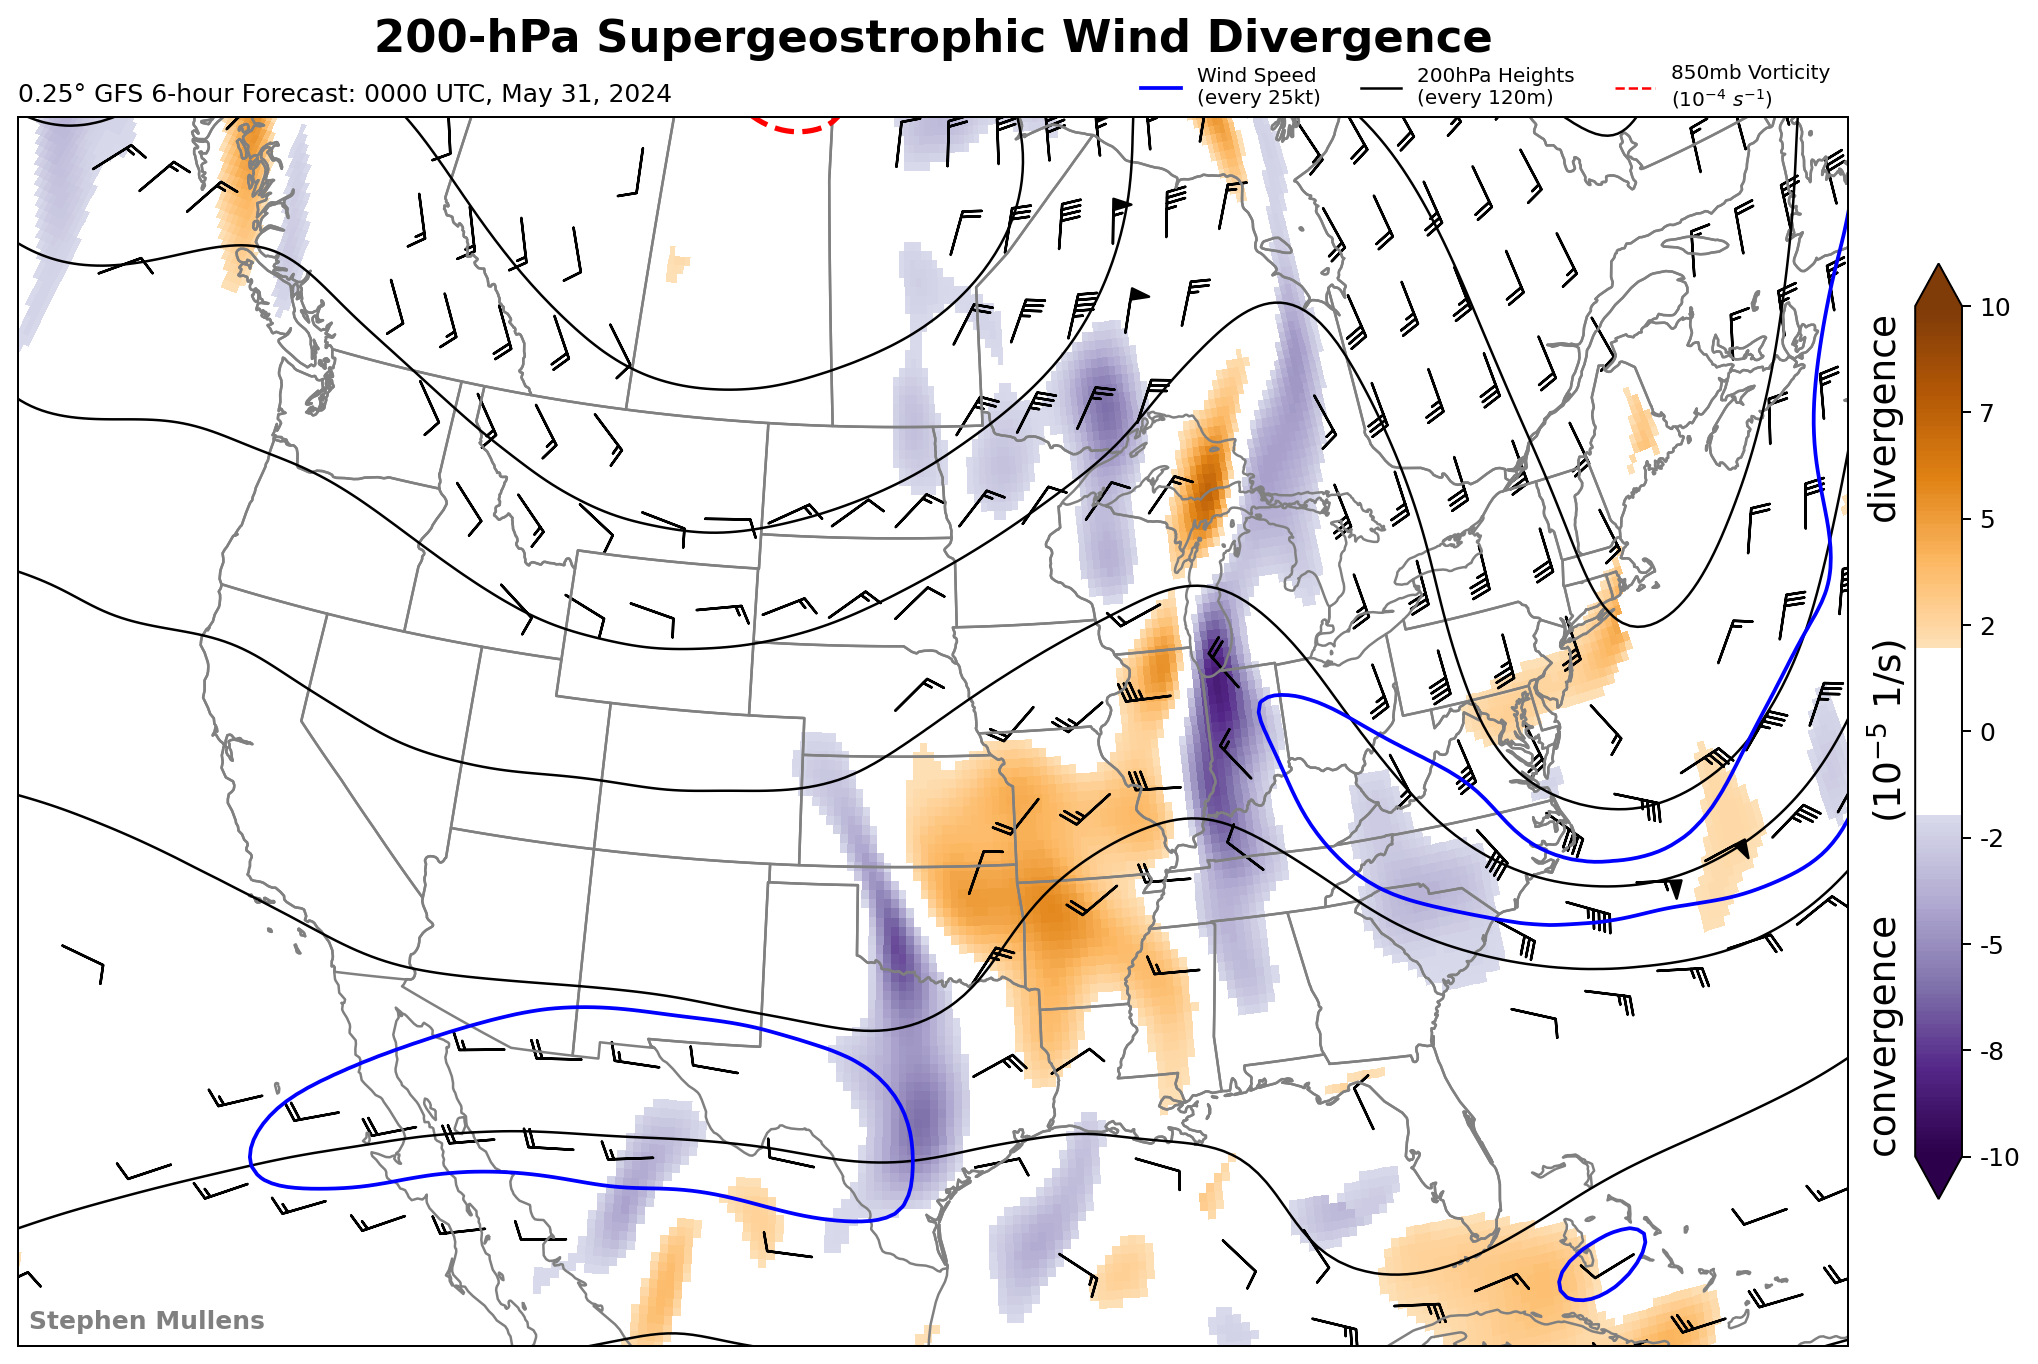 200-hPa Supergeostrophic Wind Divergence
0.25° GFS 6-hour Forecast: 0000 UTC, May 31, 2024
Wind Speed
(every 25kt)
200hPa Heights
(every 120m)
850mb Vorticity
(10⁻⁴ s⁻¹)
10
7
5
2
0
-2
-5
-8
-10
convergence (10⁻⁵ 1/s) divergence
Stephen Mullens